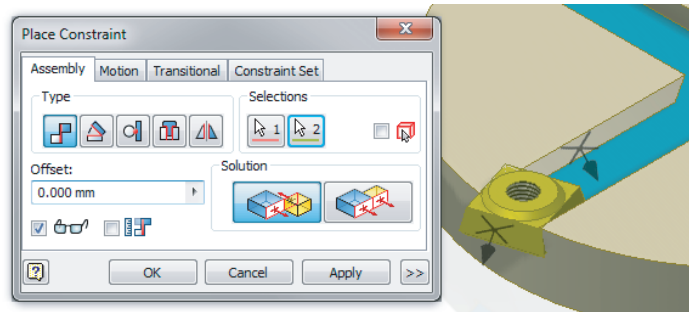 Place Constraint
Assembly Motion Transitional Constraint Set
Type
Selections
1 2
Offset:
Solution
0.000 mm
OK Cancel Apply >>